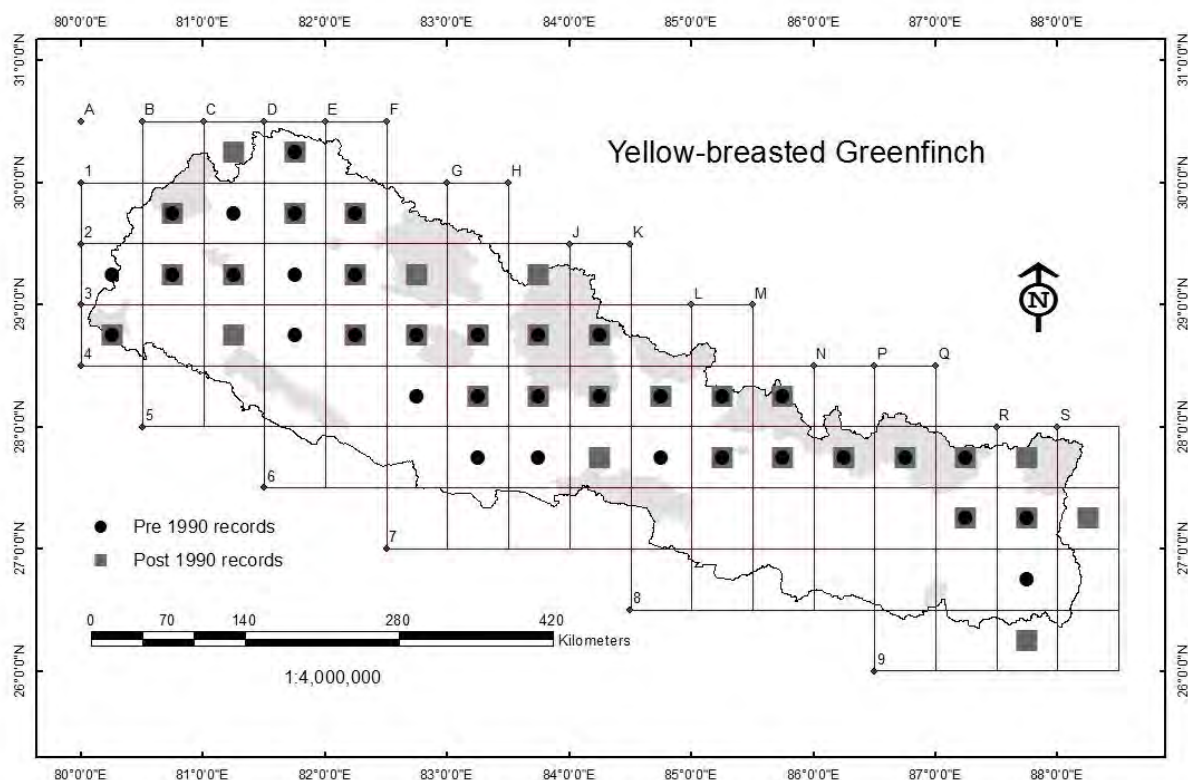 80°0'0"E 81°0'0"E 82°0'0"E 83°0'0"E 84°0'0"E 85°0'0"E 86°0'0"E 87°0'0"E 88°0'0"E
31°0'0"N 31°0'0"N
A B C D E F
Yellow-breasted Greenfinch
30°0'0"N 1 G H 30°0'0"N
2 J K
N
29°0'0"N 3 L M 29°0'0"N
4 N P Q
28°0'0"N 5 R S 28°0'0"N
6
Pre 1990 records
27°0'0"N Post 1990 records 7 27°0'0"N
8
0 70 140 280 420
Kilometers
26°0'0"N 1:4,000,000 9 26°0'0"N
80°0'0"E 81°0'0"E 82°0'0"E 83°0'0"E 84°0'0"E 85°0'0"E 86°0'0"E 87°0'0"E 88°0'0"E